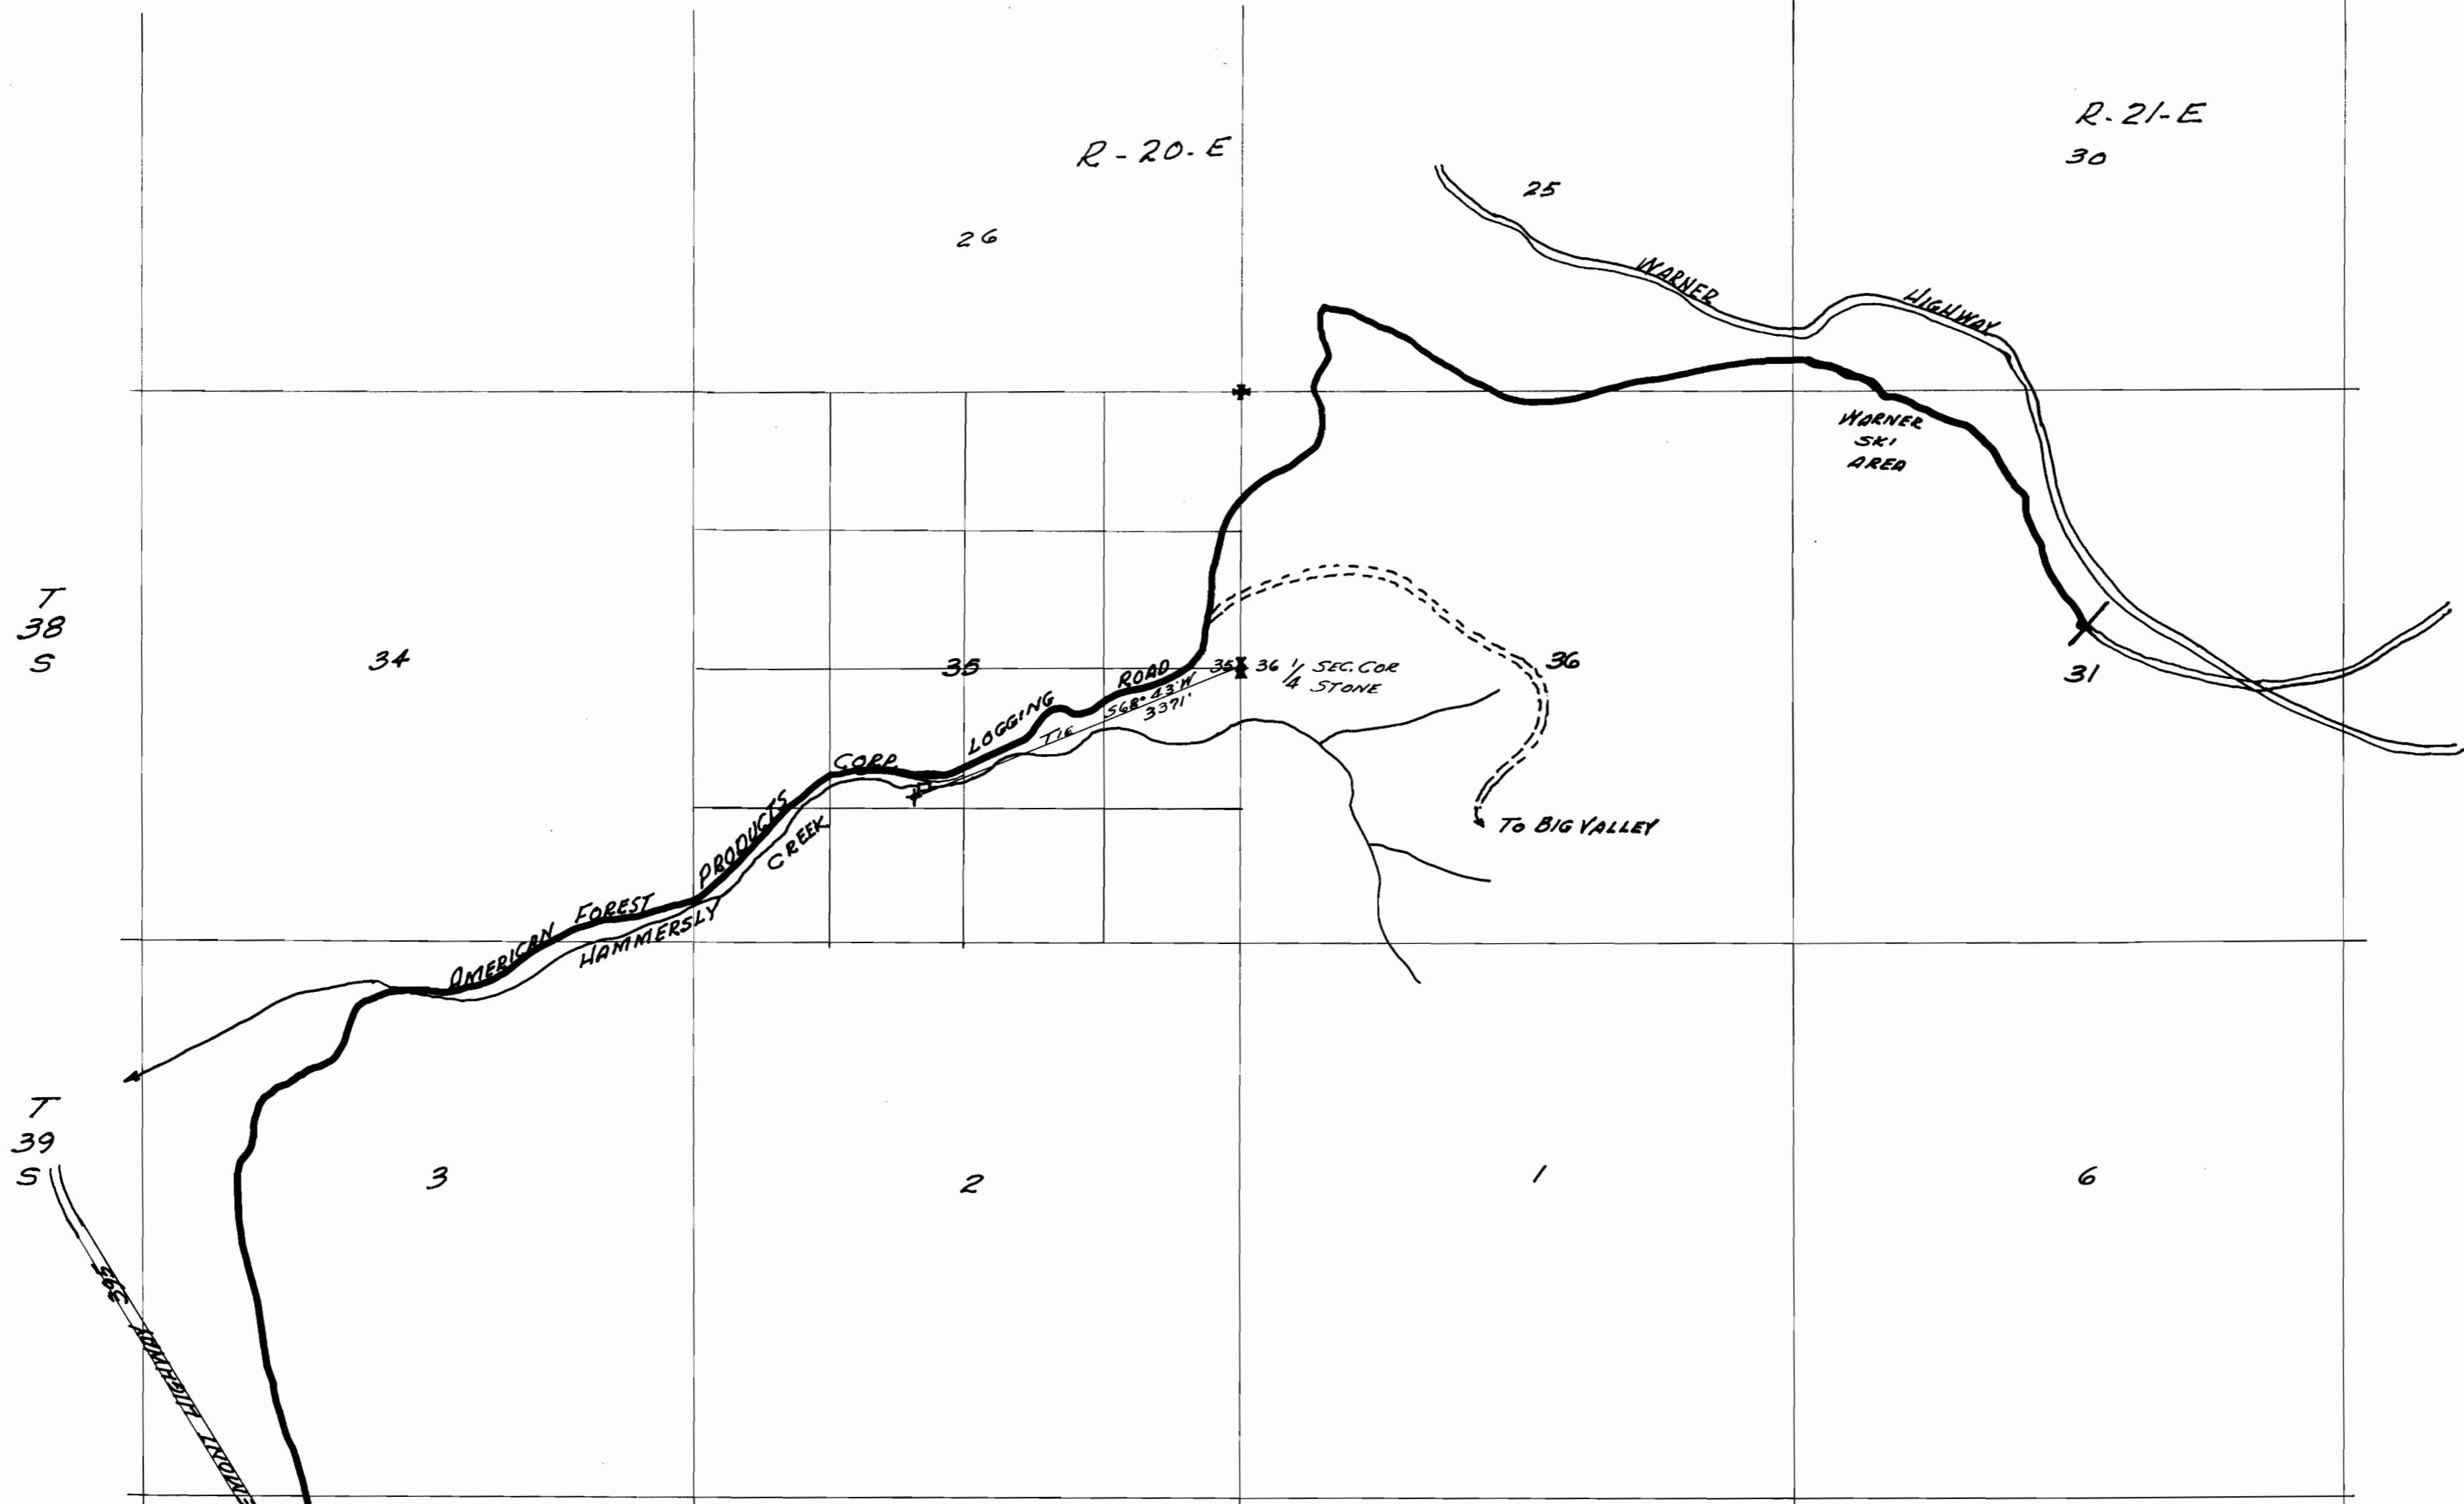 R-20-E
R-21-E
30
25
26
WARNER HIGHWAY
WARNER
SKI
AREA
T
38
S
34
35
35 36 1/4 SEC. COR
STONE
36
31
AMERICAN FOREST PRODUCTS CORP. LOGGING ROAD
TIE
S68° 43' W
3371'
HAMMERSLY CREEK
TO BIG VALLEY
T
39
S
3
2
1
6
395